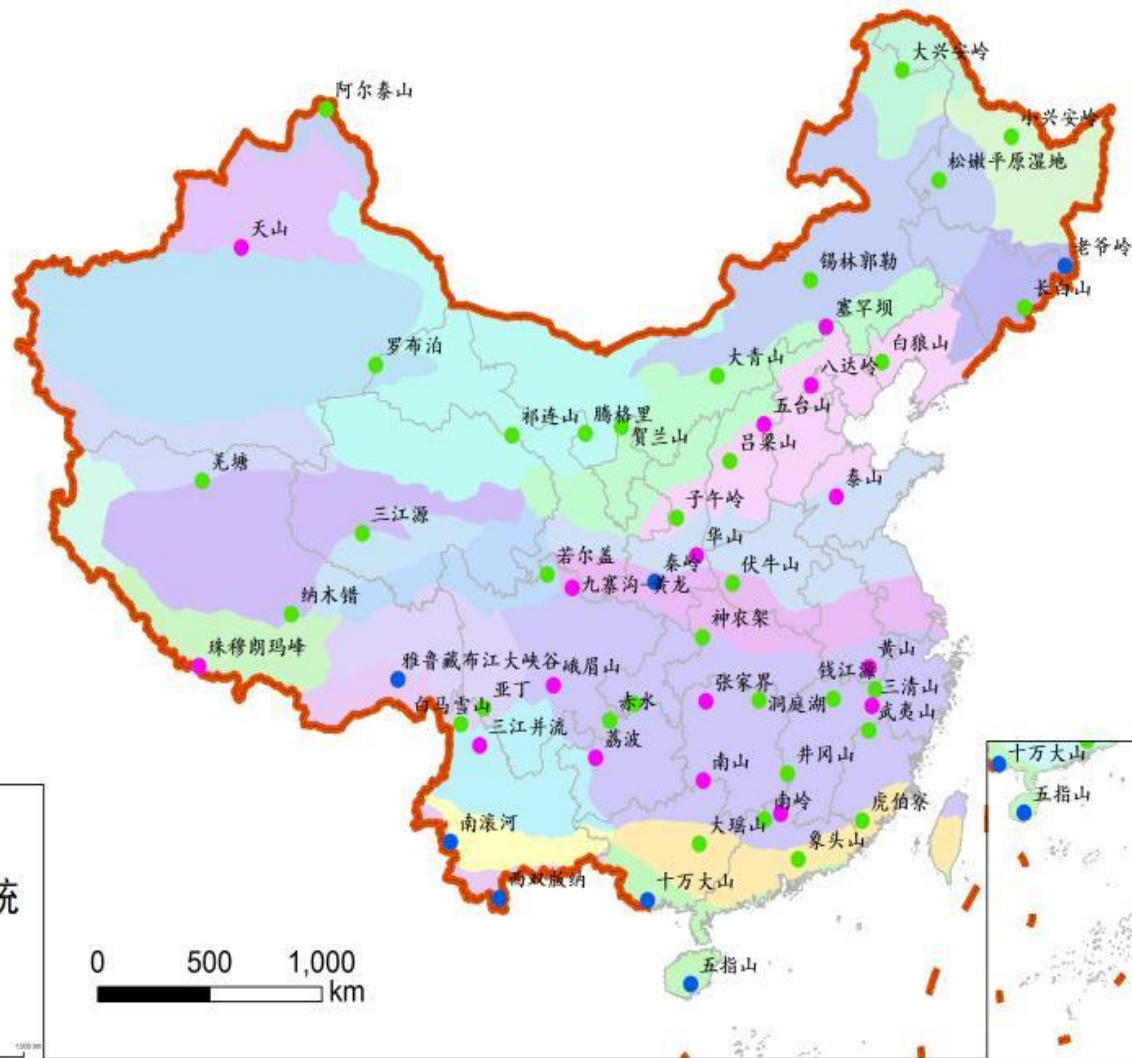 大兴安岭
阿尔泰山
小兴安岭
松嫩平原湿地
天山
老爷岭
锡林郭勒
长白山
塞罕坝
罗布泊
白狼山
大青山
八达岭
五台山
祁连山
腾格里
贺兰山
吕梁山
羌塘
泰山
子午岭
三江源
华山
若尔盖
秦岭
伏牛山
九寨沟-黄龙
纳木错
神农架
珠穆朗玛峰
黄山
雅鲁藏布江大峡谷
峨眉山
钱江源
三清山
亚丁
赤水
张家界
洞庭湖
白马雪山
武夷山
三江并流
荔波
南山
井冈山
十万大山
五指山
南岭
虎伯寮
南滚河
大瑶山
象头山
统
西双版纳
十万大山
0 500 1,000
km
五指山